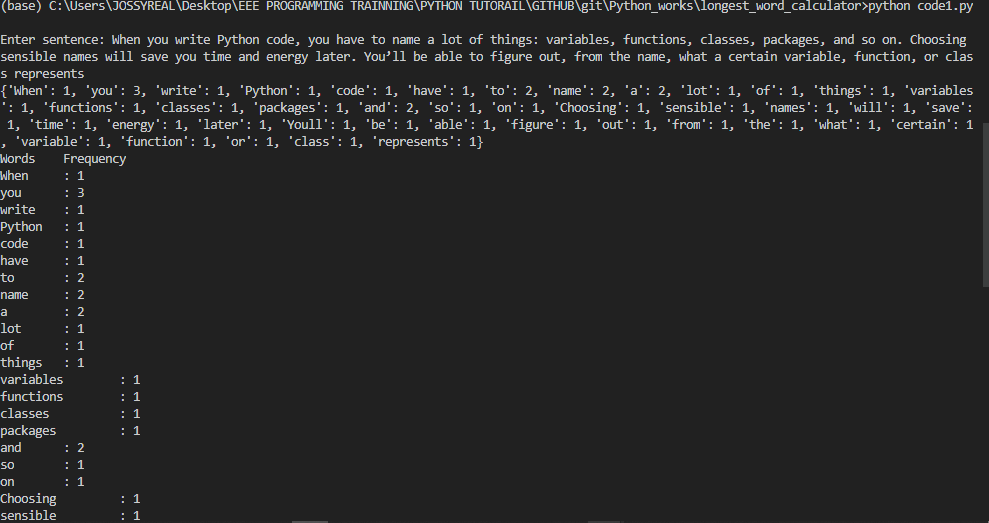 (base) C:\Users\JOSSYREAL\Desktop\EEE PROGRAMMING TRAINNING\PYTHON TUTORAIL\GITHUB\git\Python_works\longest_word_calculator>python code1.py
Enter sentence: When you write Python code, you have to name a lot of things: variables, functions, classes, packages, and so on. Choosing
sensible names will save you time and energy later. You’ll be able to figure out, from the name, what a certain variable, function, or clas
s represents
{'When': 1, 'you': 3, 'write': 1, 'Python': 1, 'code': 1, 'have': 1, 'to': 2, 'name': 2, 'a': 2, 'lot': 1, 'of': 1, 'things': 1, 'variables
': 1, 'functions': 1, 'classes': 1, 'packages': 1, 'and': 2, 'so': 1, 'on': 1, 'Choosing': 1, 'sensible': 1, 'names': 1, 'will': 1, 'save':
 1, 'time': 1, 'energy': 1, 'later': 1, 'Youll': 1, 'be': 1, 'able': 1, 'figure': 1, 'out': 1, 'from': 1, 'the': 1, 'what': 1, 'certain': 1
, 'variable': 1, 'function': 1, 'or': 1, 'class': 1, 'represents': 1}
Words    Frequency
When     : 1
you      : 3
write    : 1
Python   : 1
code     : 1
have     : 1
to       : 2
name     : 2
a        : 2
lot      : 1
of       : 1
things   : 1
variables        : 1
functions        : 1
classes          : 1
packages         : 1
and      : 2
so       : 1
on       : 1
Choosing         : 1
sensible         : 1